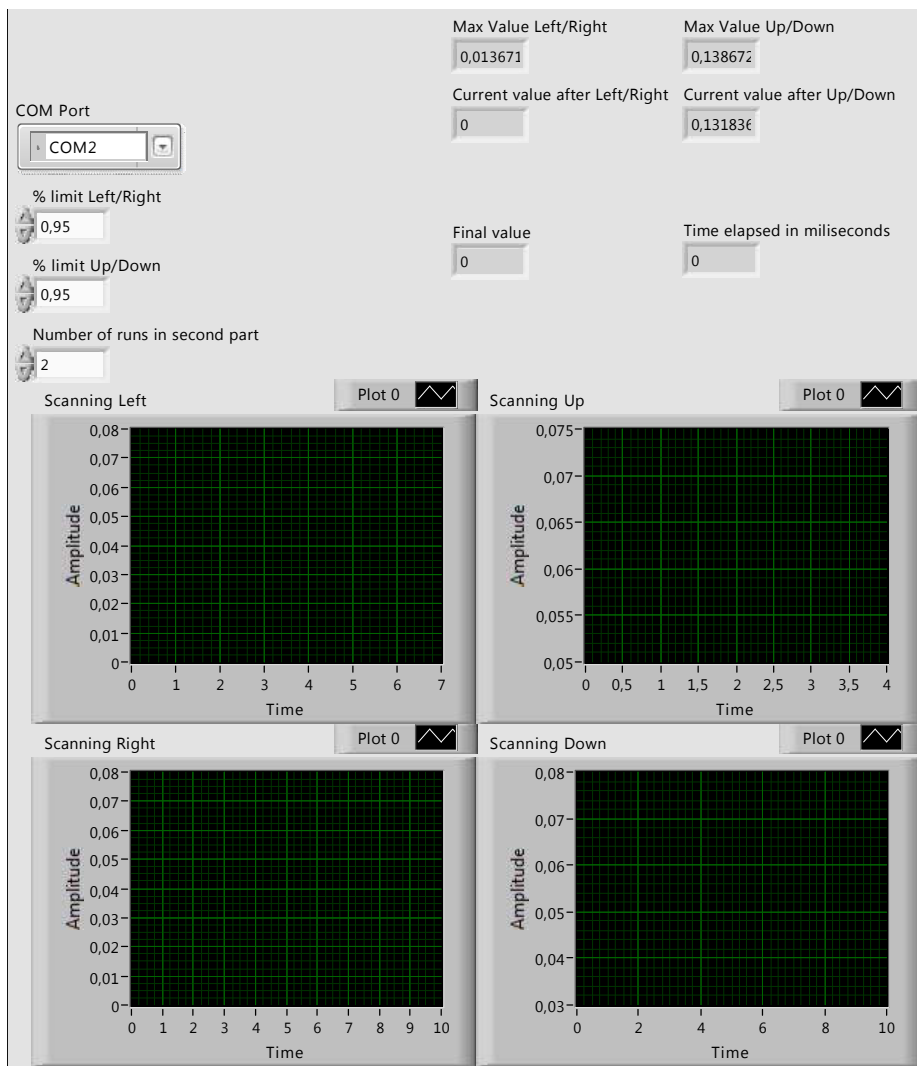 Max Value Left/Right
Max Value Up/Down
0,013671
0,138672
Current value after Left/Right
Current value after Up/Down
0
0,131836
COM Port
COM2
% limit Left/Right
0,95
Final value
Time elapsed in miliseconds
0
0
% limit Up/Down
0,95
Number of runs in second part
2
Scanning Left
Plot 0
0,08
0,07
0,06
0,05
0,04
0,03
0,02
0,01
0
Amplitude
0 1 2 3 4 5 6 7
Time
Scanning Up
Plot 0
0,075
0,07
0,065
0,06
0,055
0,05
Amplitude
0 0,5 1 1,5 2 2,5 3 3,5 4
Time
Scanning Right
Plot 0
0,08
0,07
0,06
0,05
0,04
0,03
0,02
0,01
0
Amplitude
0 1 2 3 4 5 6 7 8 9 10
Time
Scanning Down
Plot 0
0,08
0,07
0,06
0,05
0,04
0,03
Amplitude
0 2 4 6 8 10
Time